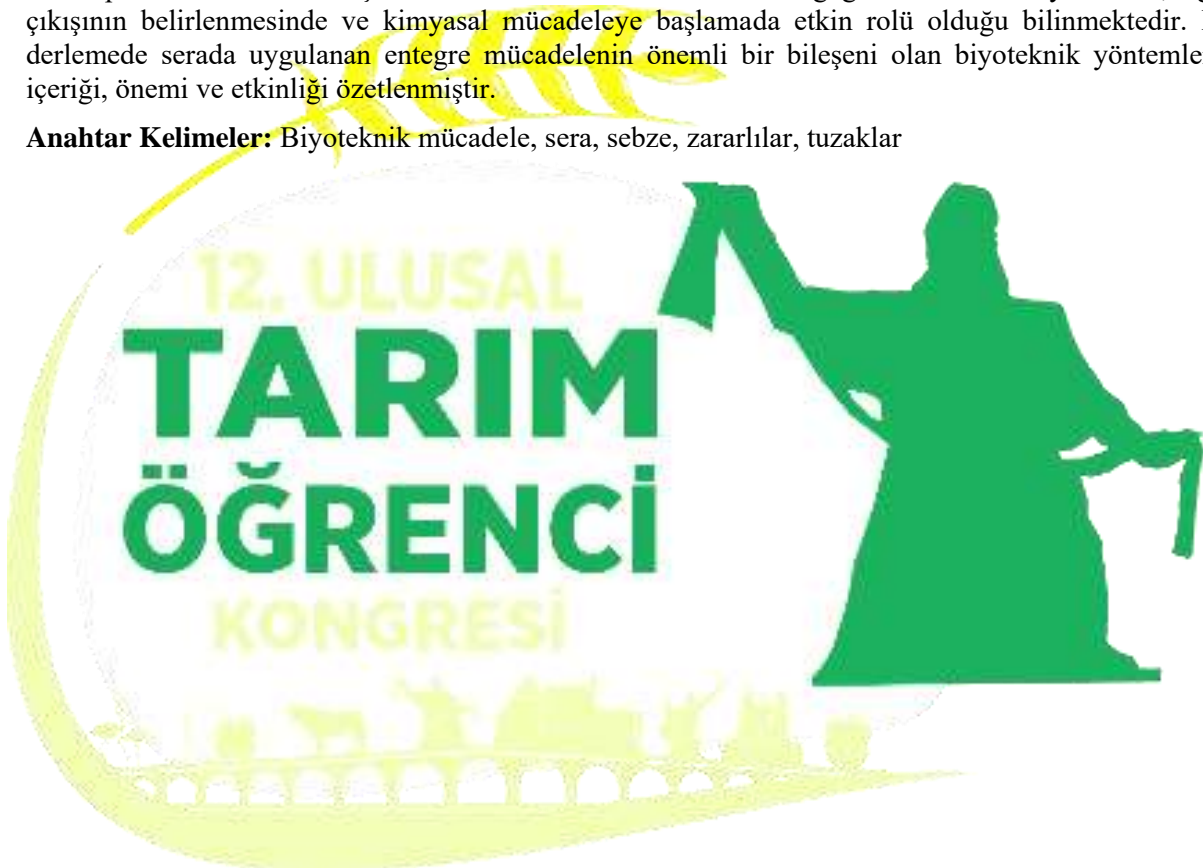 çıkışının belirlenmesinde ve kimyasal mücadeleye başlamada etkin rolü olduğu bilinmektedir.
derlemede serada uygulanan entegre mücadelenin önemli bir bileşeni olan biyoteknik yöntemle
içeriği, önemi ve etkinliği özetlenmiştir.
Anahtar Kelimeler: Biyoteknik mücadele, sera, sebze, zararlılar, tuzaklar
12. ULUSAL
TARIM
ÖĞRENCİ
KONGRESİ